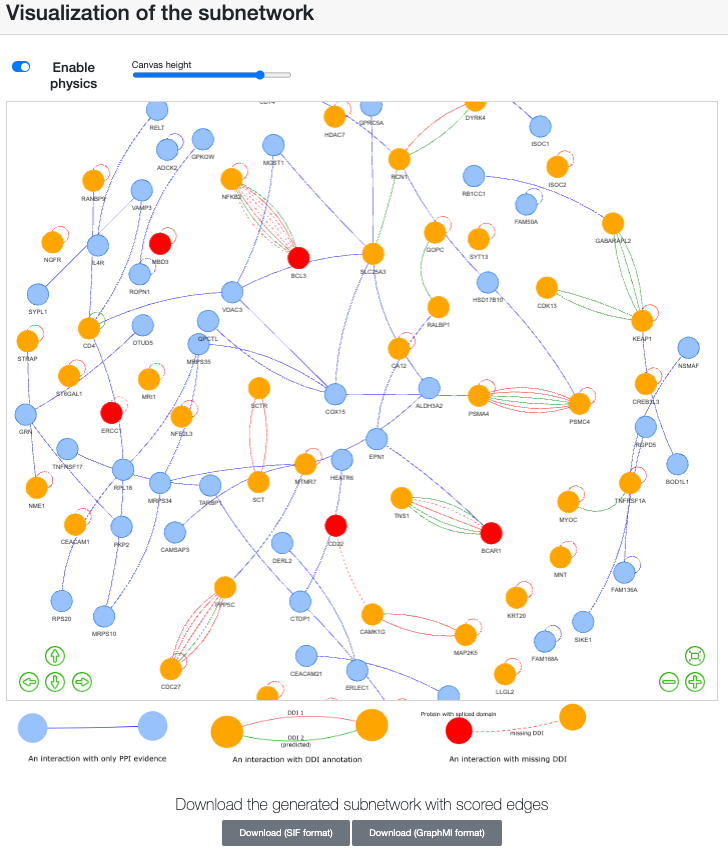 Visualization of the subnetwork
Enable
physics
Canvas height
RELT
HDAC7
GPRC5A
DYRK4
ISOC1
ADCK2
GPKOW
MGST1
RCN1
ISOC2
RANBP9
VAMP3
NFKB2
RB1CC1
FAM50A
NGFR
IL4R
MBD3
BCL3
SLC25A3
GOPC
SYT13
GABARAPL2
SYPL1
ROPN1
VDAC3
HSD17B10
CDK13
RALBP1
KEAP1
STRAP
CD4
OTUD5
QPCTL
MRPS35
CA12
NSMAF
ST6GAL1
MRI1
SCTR
COX15
ALDH3A2
PSMA4
PSMC4
CREB3L3
GRN
ERCC1
NFE2L3
EPN1
RGPD5
TNFRSF17
RPL18
MRPS34
TARBP1
SCT
MTMR7
HEATR6
BOD1L1
NME1
TNS1
MYOC
TNFRSF1A
CEACAM1
PKP2
CAMSAP3
CD22
BCAR1
DERL2
MNT
FAM136A
RPS20
MRPS10
PPP5C
CTDP1
CAMK1G
MAP2K5
KRT20
SIKE1
FAM168A
CDC27
CEACAM21
ERLEC1
LLGL2
DDI 1
DDI 2
(predicted)
Protein with spliced domain
missing DDI
An interaction with only PPI evidence
An interaction with DDI annotation
An interaction with missing DDI
Download the generated subnetwork with scored edges
Download (SIF format)
Download (GraphMl format)